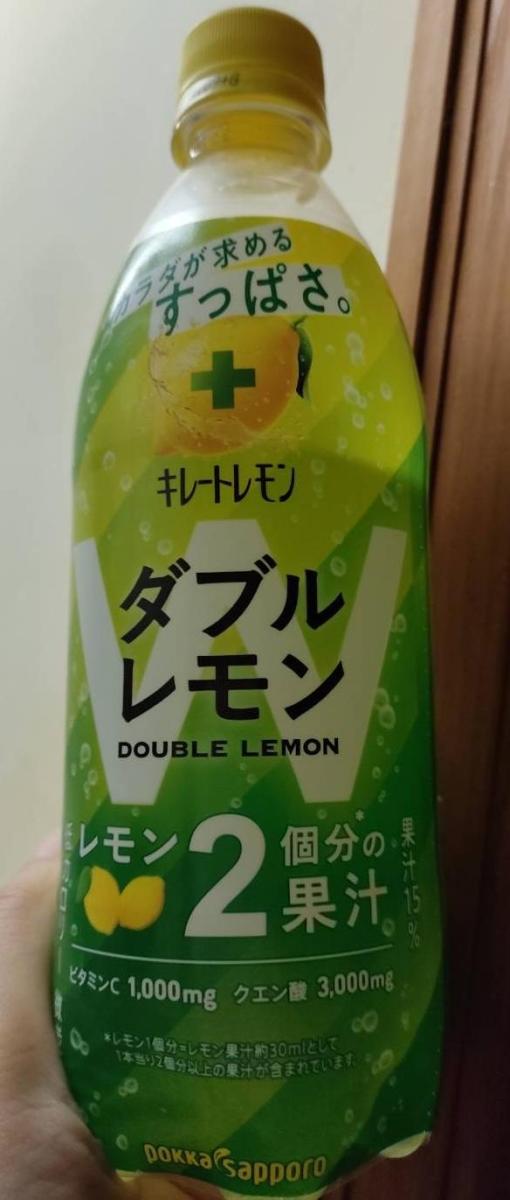 カラダが求める
すっぱさ。
キレートレモン
W
ダブル
レモン
DOUBLE LEMON
レモン2個分*の
果汁
果汁15%
ビタミンC 1,000mg クエン酸 3,000mg
*レモン1個分=レモン果汁約30mlとして
1本当り2個分以上の果汁が含まれています。
pokka sapporo